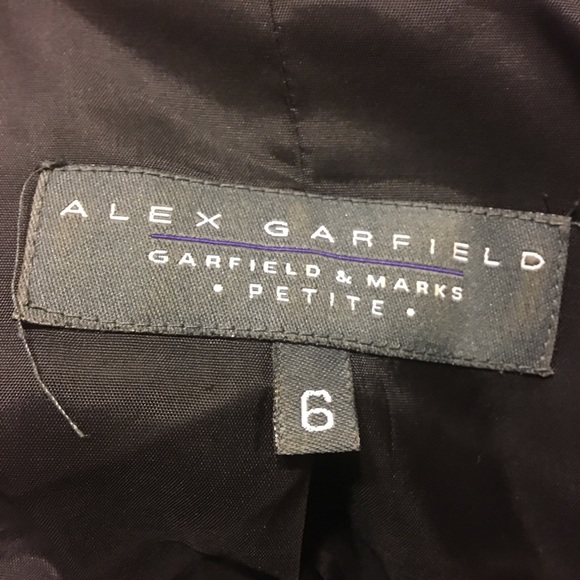 ALEX GARFIELD
GARFIELD & MARKS
• PETITE •
6